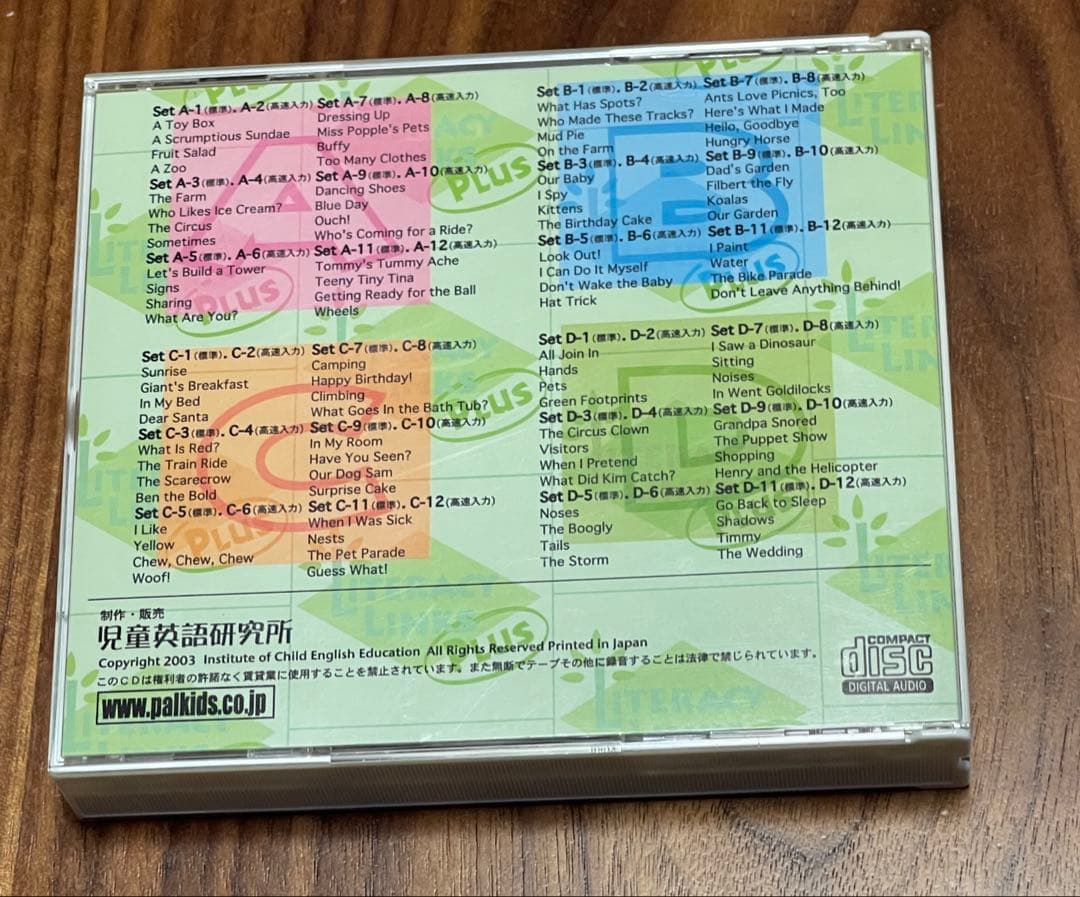 Set A-1(標準). A-2(高速入力)
A Toy Box
A Scrumptious Sundae
Fruit Salad
A Zoo
Set A-3(標準). A-4(高速入力)
The Farm
Who Likes Ice Cream?
The Circus
Sometimes
Set A-5(標準). A-6(高速入力)
Let's Build a Tower
Signs
Sharing
What Are You?
Set A-7(標準). A-8(高速入力)
Dressing Up
Miss Popple's Pets
Buffy
Too Many Clothes
Set A-9(標準). A-10(高速入力)
Dancing Shoes
Blue Day
Ouch!
Who's Coming for a Ride?
Set A-11(標準). A-12(高速入力)
Tommy's Tummy Ache
Teeny Tiny Tina
Getting Ready for the Ball
Wheels
Set B-1(標準). B-2(高速入力)
What Has Spots?
Who Made These Tracks?
Mud Pie
On the Farm
Set B-3(標準). B-4(高速入力)
Our Baby
I Spy
Kittens
The Birthday Cake
Set B-5(標準). B-6(高速入力)
Look Out!
I Can Do It Myself
Don't Wake the Baby
Hat Trick
Set B-7(標準). B-8(高速入力)
Ants Love Picnics, Too
Here's What I Made
Hello, Goodbye
Hungry Horse
Set B-9(標準). B-10(高速入力)
Dad's Garden
Filbert the Fly
Koalas
Our Garden
Set B-11(標準). B-12(高速入力)
I Paint
Water
The Bike Parade
Don't Leave Anything Behind!
Set C-1(標準). C-2(高速入力)
Sunrise
Giant's Breakfast
In My Bed
Dear Santa
Set C-3(標準). C-4(高速入力)
What Is Red?
The Train Ride
The Scarecrow
Ben the Bold
Set C-5(標準). C-6(高速入力)
I Like
Yellow
Chew, Chew, Chew
Woof!
Set C-7(標準). C-8(高速入力)
Camping
Happy Birthday!
Climbing
What Goes In the Bath Tub?
Set C-9(標準). C-10(高速入力)
In My Room
Have You Seen?
Our Dog Sam
Surprise Cake
Set C-11(標準). C-12(高速入力)
When I Was Sick
Nests
The Pet Parade
Guess What!
Set D-1(標準). D-2(高速入力)
All Join In
Hands
Pets
Green Footprints
Set D-3(標準). D-4(高速入力)
The Circus Clown
Visitors
When I Pretend
What Did Kim Catch?
Set D-5(標準). D-6(高速入力)
Noses
The Boogly
Tails
The Storm
Set D-7(標準). D-8(高速入力)
I Saw a Dinosaur
Sitting
Noises
In Went Goldilocks
Set D-9(標準). D-10(高速入力)
Grandpa Snored
The Puppet Show
Shopping
Henry and the Helicopter
Set D-11(標準). D-12(高速入力)
Go Back to Sleep
Shadows
Timmy
The Wedding
A
B
C
D
PLUS
LITERACY
LINKS
制作・販売
児童英語研究所
Copyright 2003 Institute of Child English Education All Rights Reserved Printed in Japan
このCDは権利者の許諾なく賃貸業に使用することを禁止されています。また無断でテープその他に録音することは法律で禁じられています。
www.palkids.co.jp
COMPACT
disc
DIGITAL AUDIO